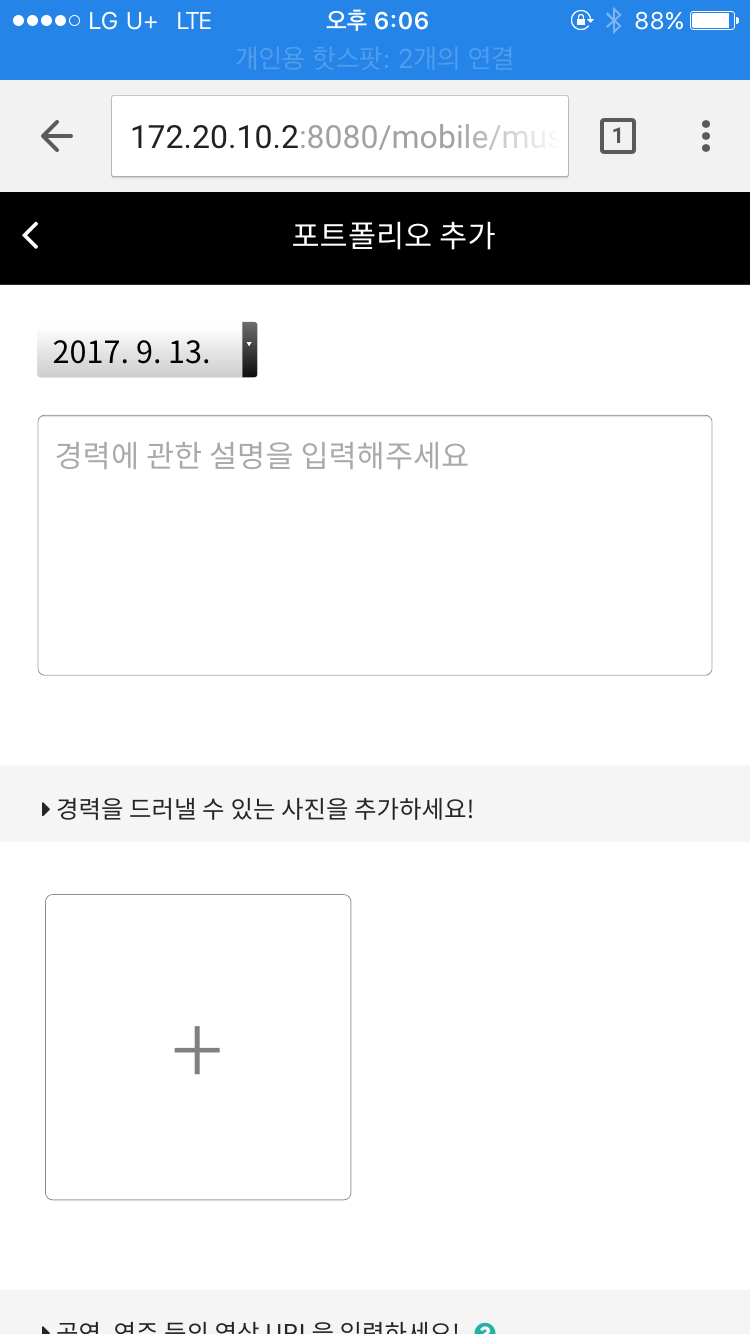 LG U+ LTE 오후 6:06 88%
개인용 핫스팟: 2개의 연결
172.20.10.2:8080/mobile/mus
1
포트폴리오 추가
2017. 9. 13.
경력에 관한 설명을 입력해주세요
경력을 드러낼 수 있는 사진을 추가하세요!
공연, 연주 등의 영상 URL을 입력하세요! ?